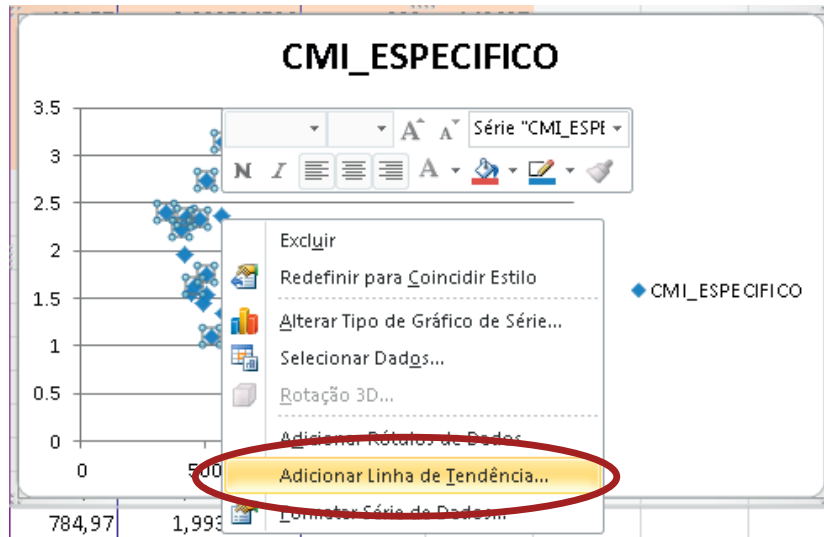 CMI_ESPECIFICO
3.5
3
2.5
2
1.5
1
0.5
0
0
500
Série "CMI_ESPE
N I A
Excluir
Redefinir para Coincidir Estilo
Alterar Tipo de Gráfico de Série...
Selecionar Dados...
Rotação 3D...
Adicionar Rótulos de Dados
Adicionar Linha de Tendência...
Formatar Série de Dados...
CMI_ESPECIFICO
784,97 1,993